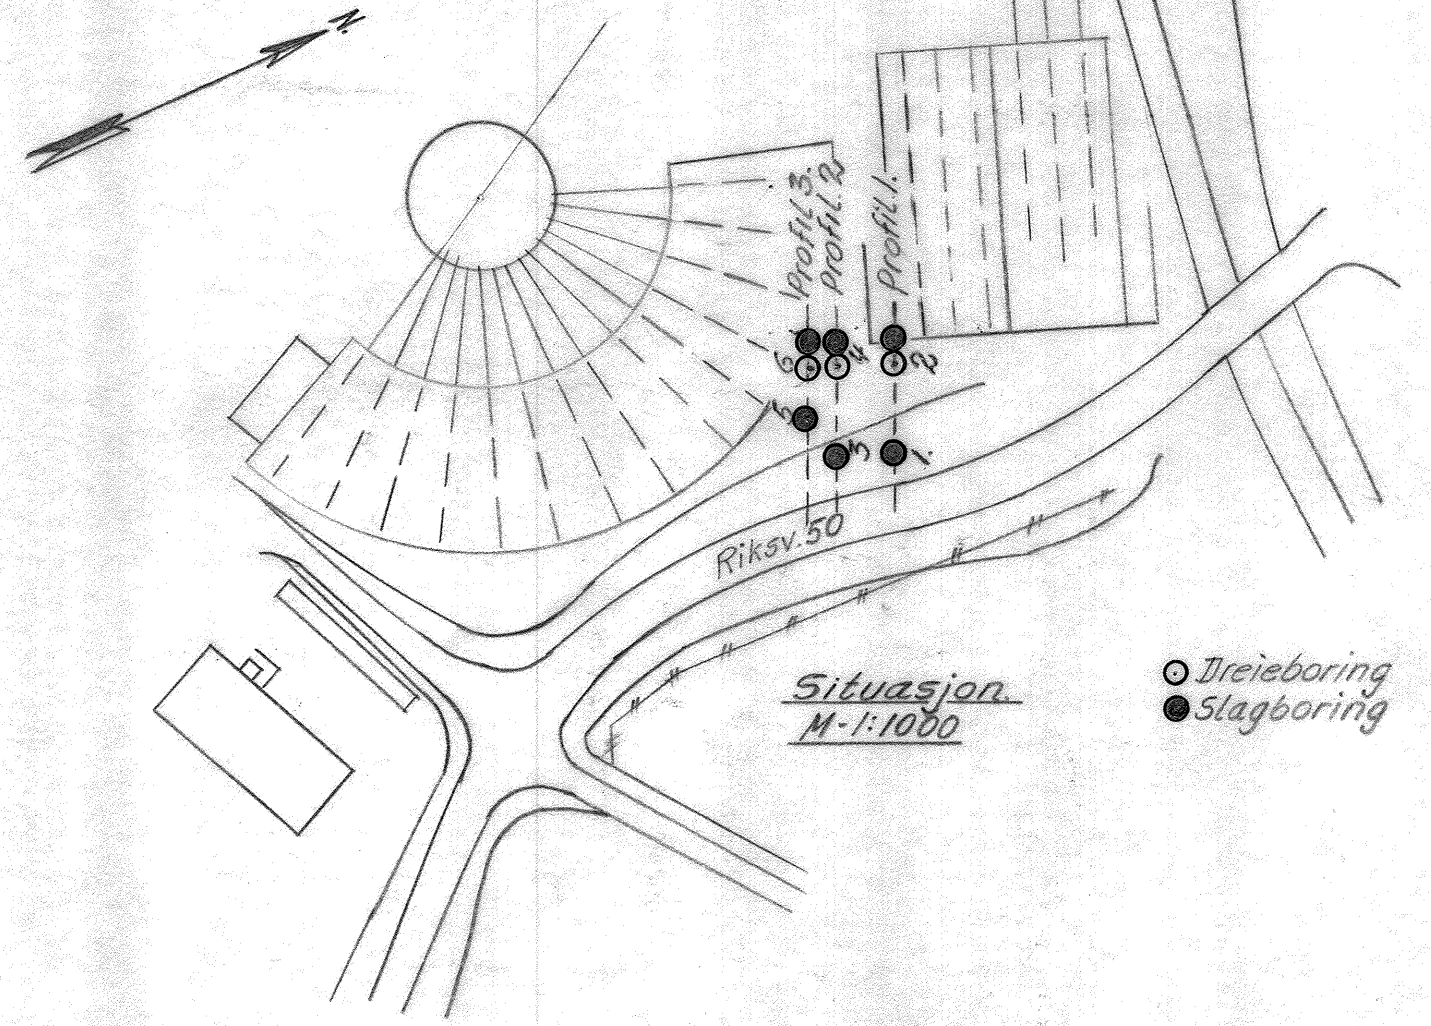 N.
Profil 3.
Profil. 2
Profil 1.
6
4
2
5
3
1.
Riksv. 50
Situasjon.
M-1:1000
Dreieboring
Slagboring